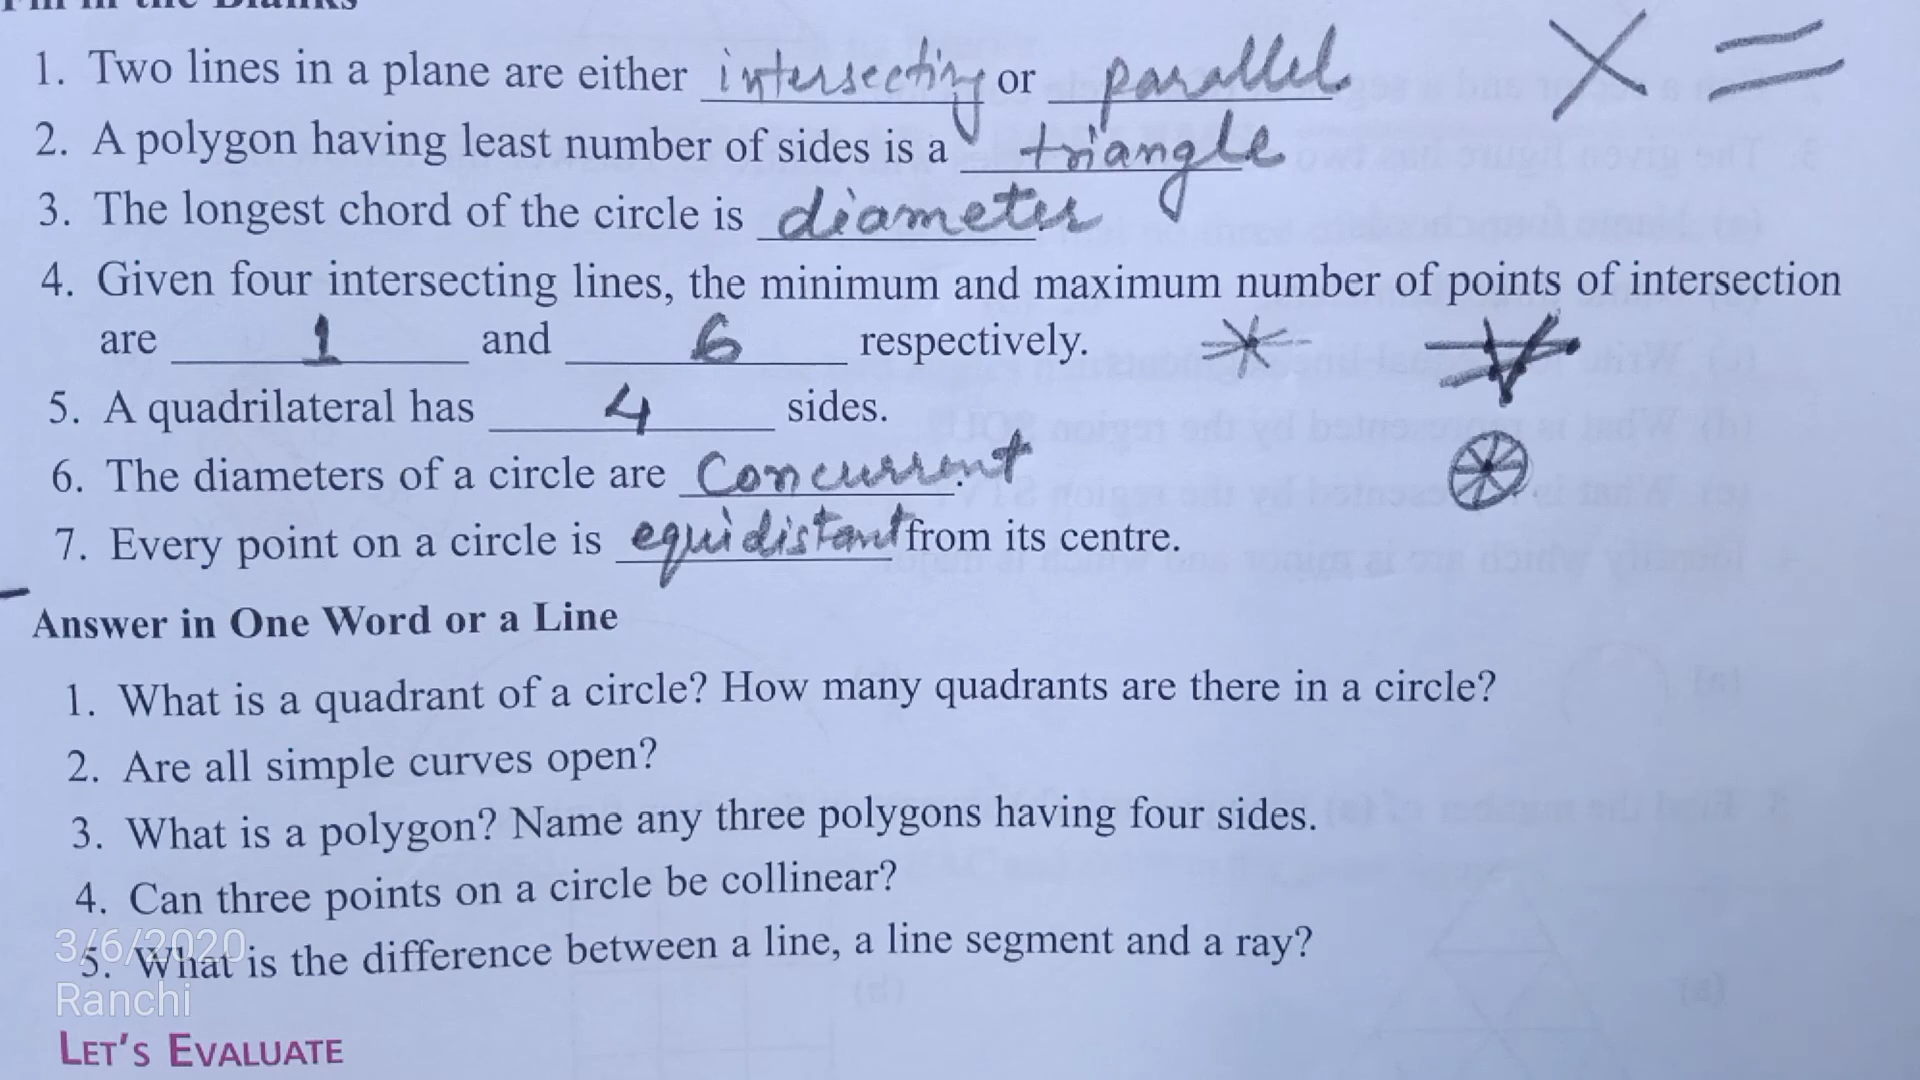 Fill in the Blanks
1. Two lines in a plane are either intersecting or parallel.
2. A polygon having least number of sides is a triangle
3. The longest chord of the circle is diameter.
4. Given four intersecting lines, the minimum and maximum number of points of intersection
are 1 and 6 respectively.
5. A quadrilateral has 4 sides.
6. The diameters of a circle are concurrent.
7. Every point on a circle is equidistant from its centre.
Answer in One Word or a Line
1. What is a quadrant of a circle? How many quadrants are there in a circle?
2. Are all simple curves open?
3. What is a polygon? Name any three polygons having four sides.
4. Can three points on a circle be collinear?
5. What is the difference between a line, a line segment and a ray?
3/6/2020
Ranchi
LET'S EVALUATE